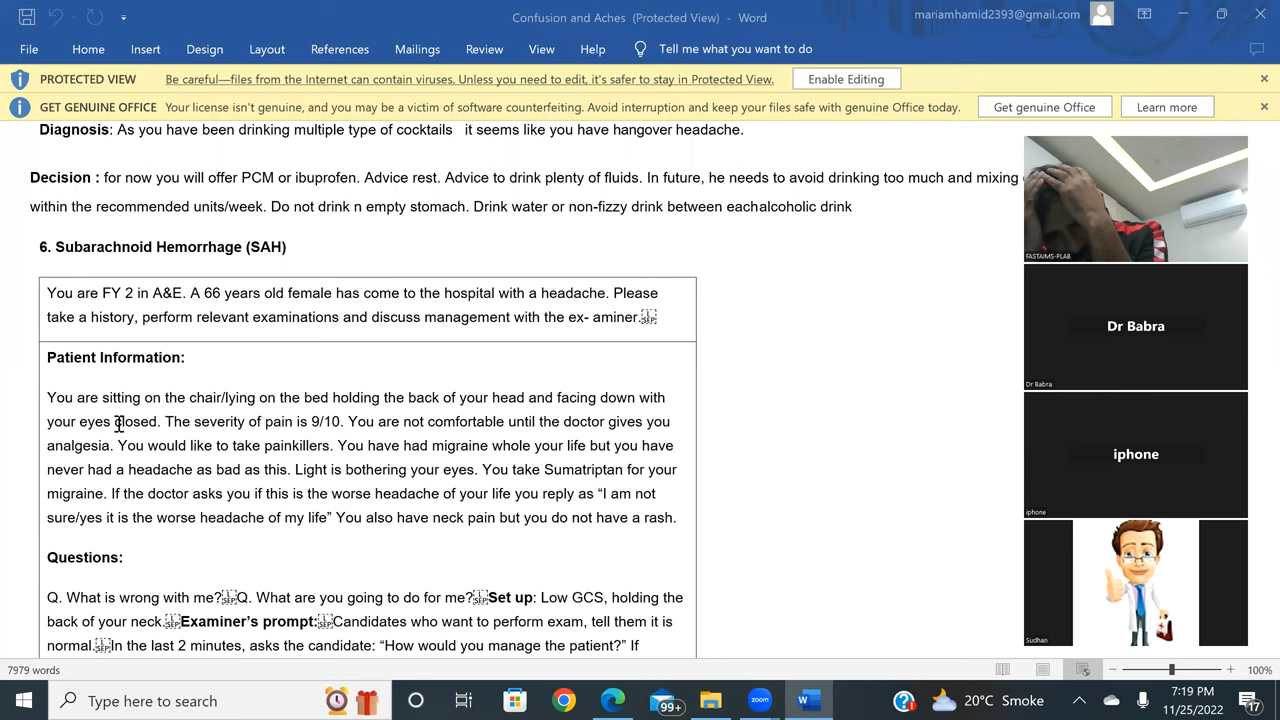 Confusion and Aches (Protected View) - Word
mariamhamid2393@gmail.com
File Home Insert Design Layout References Mailings Review View Help Tell me what you want to do
PROTECTED VIEW Be careful—files from the Internet can contain viruses. Unless you need to edit, it's safer to stay in Protected View. Enable Editing
GET GENUINE OFFICE Your license isn't genuine, and you may be a victim of software counterfeiting. Avoid interruption and keep your files safe with genuine Office today. Get genuine Office Learn more
Diagnosis: As you have been drinking multiple type of cocktails it seems like you have hangover headache.
Decision : for now you will offer PCM or ibuprofen. Advice rest. Advice to drink plenty of fluids. In future, he needs to avoid drinking too much and mixing
within the recommended units/week. Do not drink n empty stomach. Drink water or non-fizzy drink between eachalcoholic drink
6. Subarachnoid Hemorrhage (SAH)
You are FY 2 in A&E. A 66 years old female has come to the hospital with a headache. Please
take a history, perform relevant examinations and discuss management with the ex- aminer.
Patient Information:
You are sitting on the chair/lying on the bed holding the back of your head and facing down with
your eyes closed. The severity of pain is 9/10. You are not comfortable until the doctor gives you
analgesia. You would like to take painkillers. You have had migraine whole your life but you have
never had a headache as bad as this. Light is bothering your eyes. You take Sumatriptan for your
migraine. If the doctor asks you if this is the worse headache of your life you reply as “I am not
sure/yes it is the worse headache of my life” You also have neck pain but you do not have a rash.
Questions:
Q. What is wrong with me? Q. What are you going to do for me? Set up: Low GCS, holding the
back of your neck. Examiner's prompt: Candidates who want to perform exam, tell them it is
normal. In the last 2 minutes, asks the candidate: “How would you manage the patient?” If
FASTAIMS-PLAB
Dr Babra
Dr Babra
iphone
iphone
Sudhan
7979 words
100%
Type here to search
99+
zoom
20°C Smoke
7:19 PM
11/25/2022
17